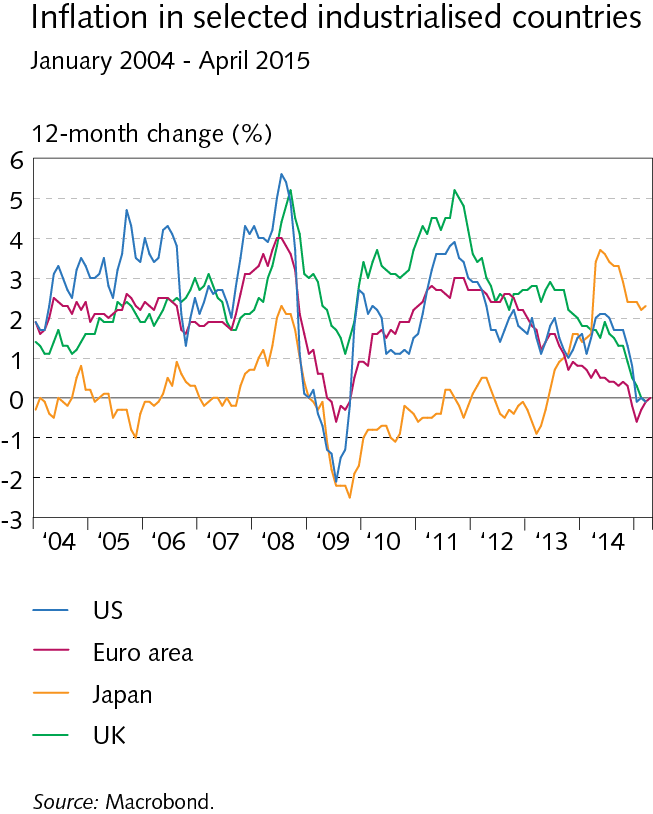 Inflation in selected industrialised countries
January 2004 - April 2015
12-month change (%)
6
5
4
3
2
1
0
-1
-2
-3
‘04 ‘05 ‘06 ‘07 ‘08 ‘09 ‘10 ‘11 ‘12 ‘13 ‘14
US
Euro area
Japan
UK
Source: Macrobond.